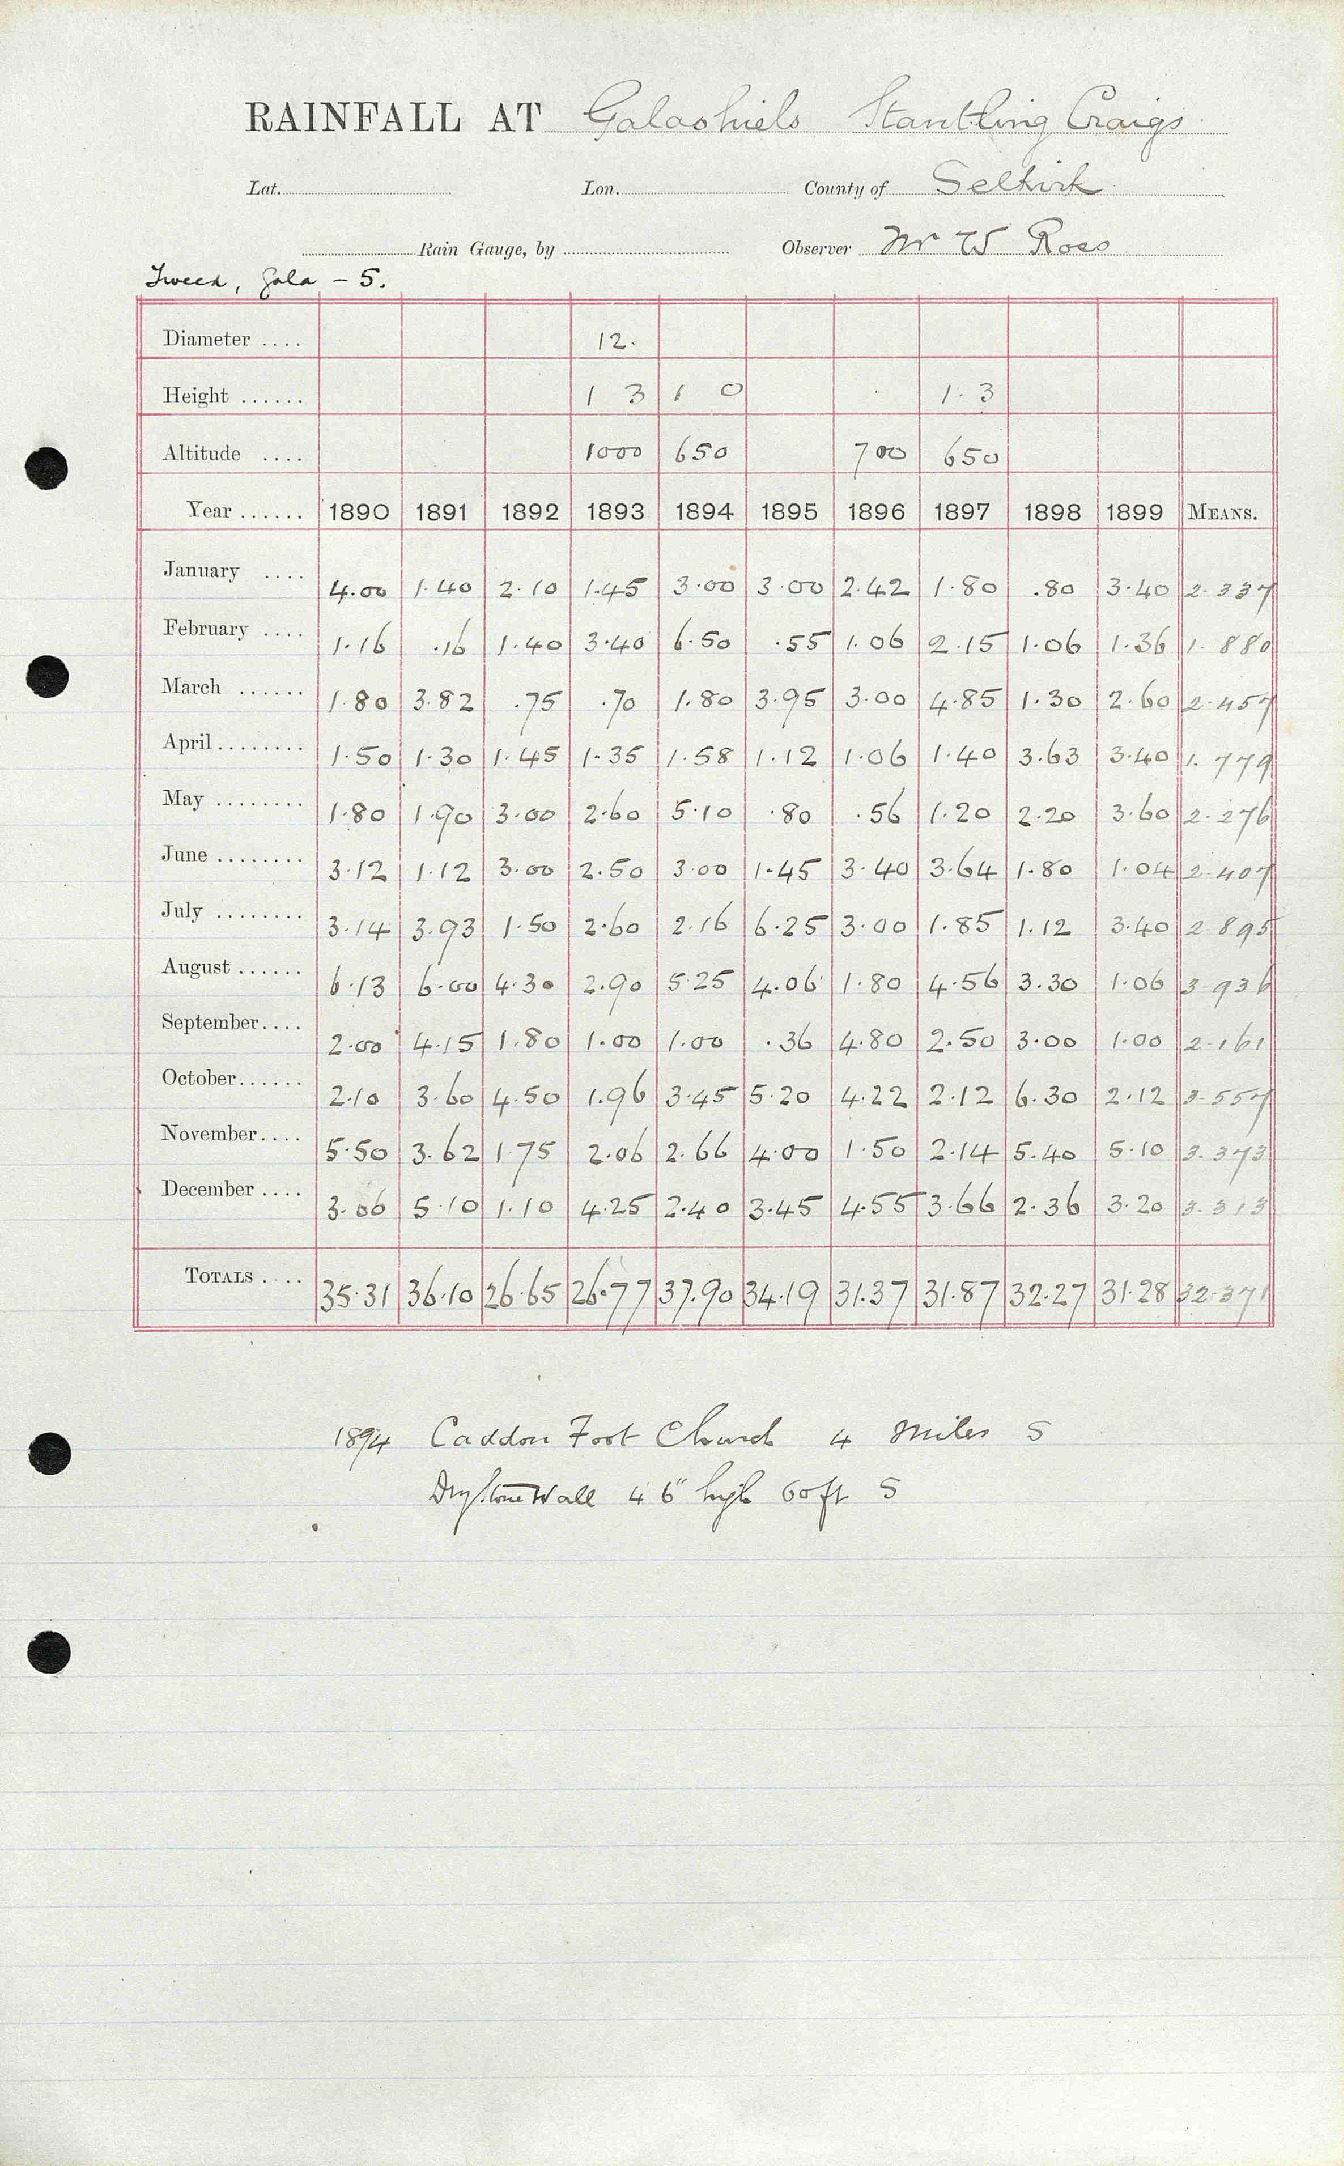 RAINFALL AT Galashiels Stantling Craigs
Lat. Lon. County of Selkirk
Rain Gauge, by Observer Mr W Ross
Tweed, Gala - 5.
Diameter .... 12.
Height ...... 1 3 1 0 1. 3
Altitude .... 1000 650 700 650
Year ...... 1890 1891 1892 1893 1894 1895 1896 1897 1898 1899 MEANS.
January .... 4.00 1.40 2.10 1.45 3.00 3.00 2.42 1.80 .80 3.40 2.337
February .... 1.16 .16 1.40 3.40 6.50 .55 1.06 2.15 1.06 1.36 1.880
March ...... 1.80 3.82 .75 .70 1.80 3.95 3.00 4.85 1.30 2.60 2.457
April ........ 1.50 1.30 1.45 1.35 1.58 1.12 1.06 1.40 3.63 3.40 1.779
May ........ 1.80 1.90 3.00 2.60 5.10 .80 .56 1.20 2.20 3.60 2.276
June ........ 3.12 1.12 3.00 2.50 3.00 1.45 3.40 3.64 1.80 1.04 2.407
July ........ 3.14 3.93 1.50 2.60 2.16 6.25 3.00 1.85 1.12 3.40 2.895
August ...... 6.13 6.00 4.30 2.90 5.25 4.06 1.80 4.56 3.30 1.06 3.936
September .... 2.00 4.15 1.80 1.00 1.00 .36 4.80 2.50 3.00 1.00 2.161
October ...... 2.10 3.60 4.50 1.96 3.45 5.20 4.22 2.12 6.30 2.12 3.557
November .... 5.50 3.62 1.75 2.06 2.66 4.00 1.50 2.14 5.40 5.10 3.373
December .... 3.06 5.10 1.10 4.25 2.40 3.45 4.55 3.66 2.36 3.20 3.313
TOTALS .... 35.31 36.10 26.65 26.77 37.90 34.19 31.37 31.87 32.27 31.28 32.371
1894 Caddon Foot Church 4 Miles S
Dry Stone Wall 4 6" high 60 ft S